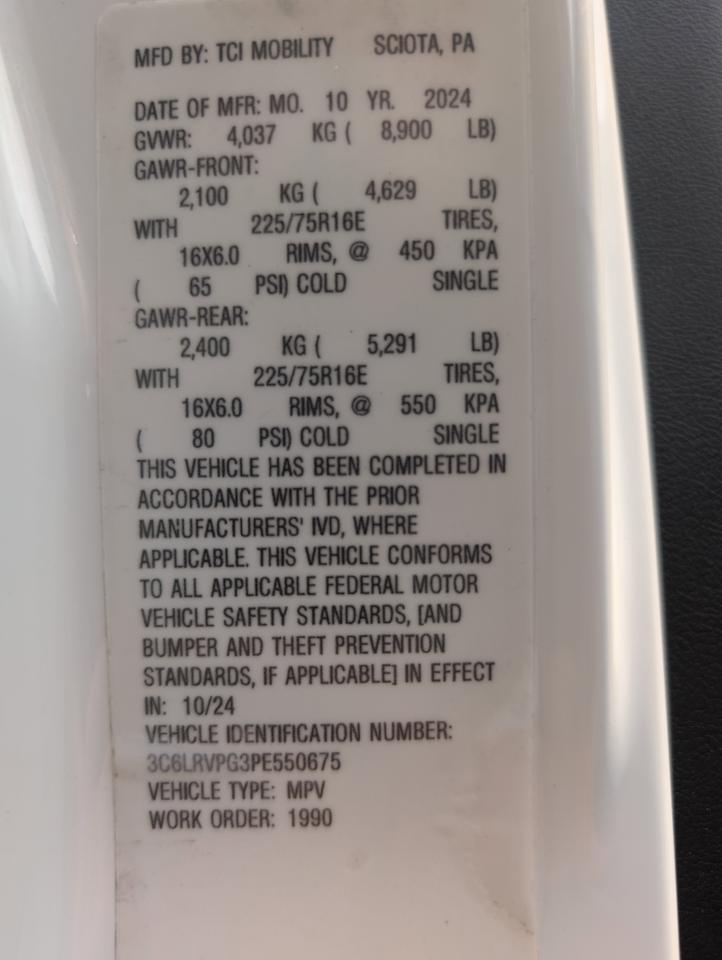 MFD BY: TCI MOBILITY SCIOTA, PA
DATE OF MFR: MO. 10 YR. 2024
GVWR: 4,037 KG ( 8,900 LB)
GAWR-FRONT:
2,100 KG ( 4,629 LB)
WITH 225/75R16E TIRES,
16X6.0 RIMS, @ 450 KPA
( 65 PSI) COLD SINGLE
GAWR-REAR:
2,400 KG ( 5,291 LB)
WITH 225/75R16E TIRES,
16X6.0 RIMS, @ 550 KPA
( 80 PSI) COLD SINGLE
THIS VEHICLE HAS BEEN COMPLETED IN
ACCORDANCE WITH THE PRIOR
MANUFACTURERS' IVD, WHERE
APPLICABLE. THIS VEHICLE CONFORMS
TO ALL APPLICABLE FEDERAL MOTOR
VEHICLE SAFETY STANDARDS, [AND
BUMPER AND THEFT PREVENTION
STANDARDS, IF APPLICABLE] IN EFFECT
IN: 10/24
VEHICLE IDENTIFICATION NUMBER:
3C6LRVPG3PE550675
VEHICLE TYPE: MPV
WORK ORDER: 1990